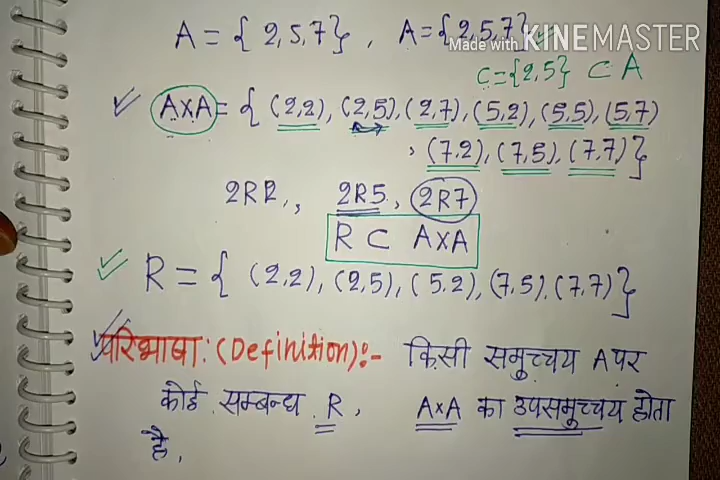 A = { 2,5,7} , A = {2,5,7}
Made with KINEMASTER
C = {2,5} ⊂ A
A×A = { (2,2), (2,5), (2,7), (5,2), (5,5), (5,7)
, (7,2), (7,5), (7,7) }
2R2, , 2R5, 2R7
R ⊂ A×A
R = { (2,2), (2,5), (5,2), (7,5), (7,7) }
परिभाषा: (Definition):- किसी समुच्चय A पर
कोई सम्बन्ध R, A×A का उपसमुच्चय होता
है,